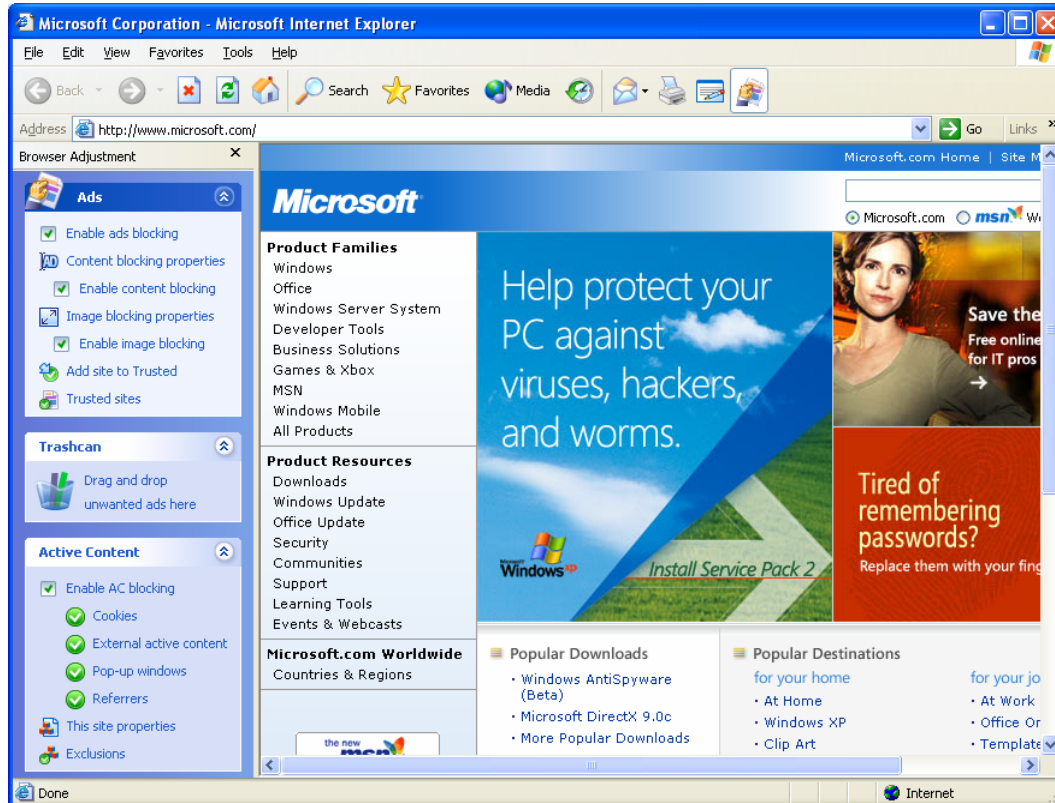 Microsoft Corporation - Microsoft Internet Explorer
File Edit View Favorites Tools Help
Back Search Favorites Media
Address http://www.microsoft.com/ Go Links »
Browser Adjustment
Ads
Enable ads blocking
Content blocking properties
Enable content blocking
Image blocking properties
Enable image blocking
Add site to Trusted
Trusted sites
Trashcan
Drag and drop
unwanted ads here
Active Content
Enable AC blocking
Cookies
External active content
Pop-up windows
Referrers
This site properties
Exclusions
Microsoft.com Home | Site M
Microsoft
Microsoft.com msn
Product Families
Windows
Office
Windows Server System
Developer Tools
Business Solutions
Games & Xbox
MSN
Windows Mobile
All Products
Product Resources
Downloads
Windows Update
Office Update
Security
Communities
Support
Learning Tools
Events & Webcasts
Microsoft.com Worldwide
Countries & Regions
the new
msn
Help protect your
PC against
viruses, hackers,
and worms.
Microsoft
Windows xp
Install Service Pack 2
Save the
Free online
for IT pros
Tired of
remembering
passwords?
Replace them with your fing
Popular Downloads
· Windows AntiSpyware
(Beta)
· Microsoft DirectX 9.0c
· More Popular Downloads
Popular Destinations
for your home
· At Home
· Windows XP
· Clip Art
for your jo
· At Work
· Office Or
· Template
Done
Internet